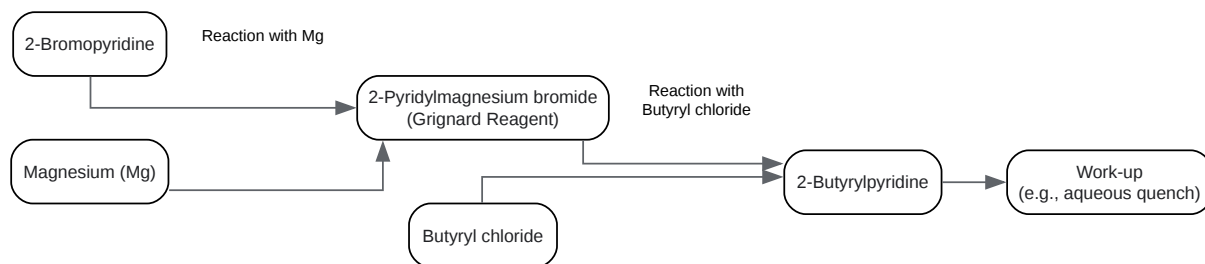 2-Bromopyridine
Reaction with Mg
2-Pyridylmagnesium bromide
(Grignard Reagent)
Reaction with
Butyryl chloride
Magnesium (Mg)
2-Butyrylpyridine
Work-up
(e.g., aqueous quench)
Butyryl chloride